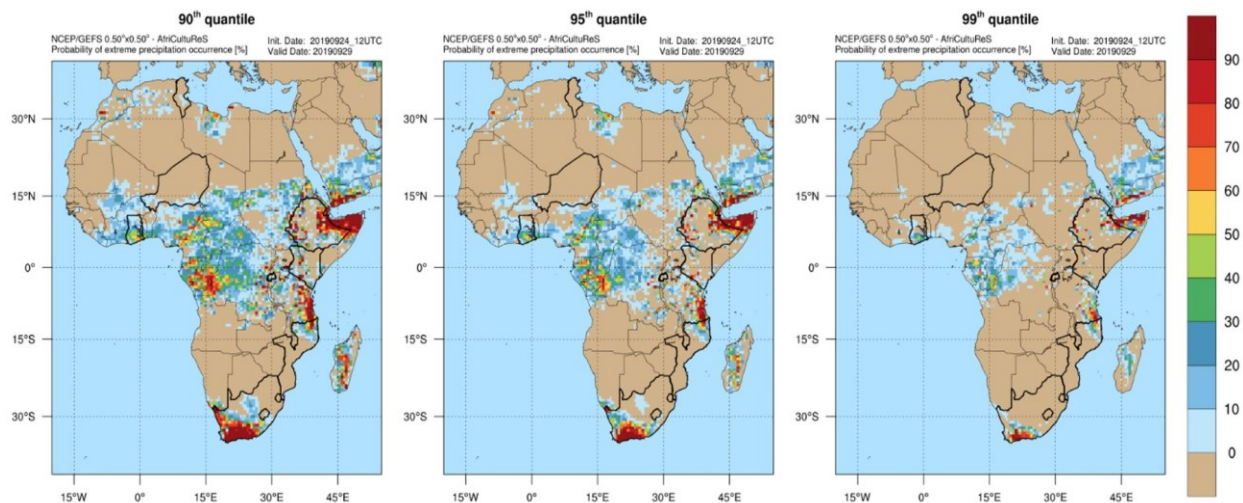 90th quantile
NCEP/GEFS 0.50°x0.50° - AfriCultuReS Init. Date: 20190924_12UTC
Probability of extreme precipitation occurrence [%] Valid Date: 20190929
30°N
15°N
0°
15°S
30°S
15°W 0° 15°E 30°E 45°E
95th quantile
NCEP/GEFS 0.50°x0.50° - AfriCultuReS Init. Date: 20190924_12UTC
Probability of extreme precipitation occurrence [%] Valid Date: 20190929
30°N
15°N
0°
15°S
30°S
15°W 0° 15°E 30°E 45°E
99th quantile
NCEP/GEFS 0.50°x0.50° - AfriCultuReS Init. Date: 20190924_12UTC
Probability of extreme precipitation occurrence [%] Valid Date: 20190929
30°N
15°N
0°
15°S
30°S
15°W 0° 15°E 30°E 45°E
90
80
70
60
50
40
30
20
10
0